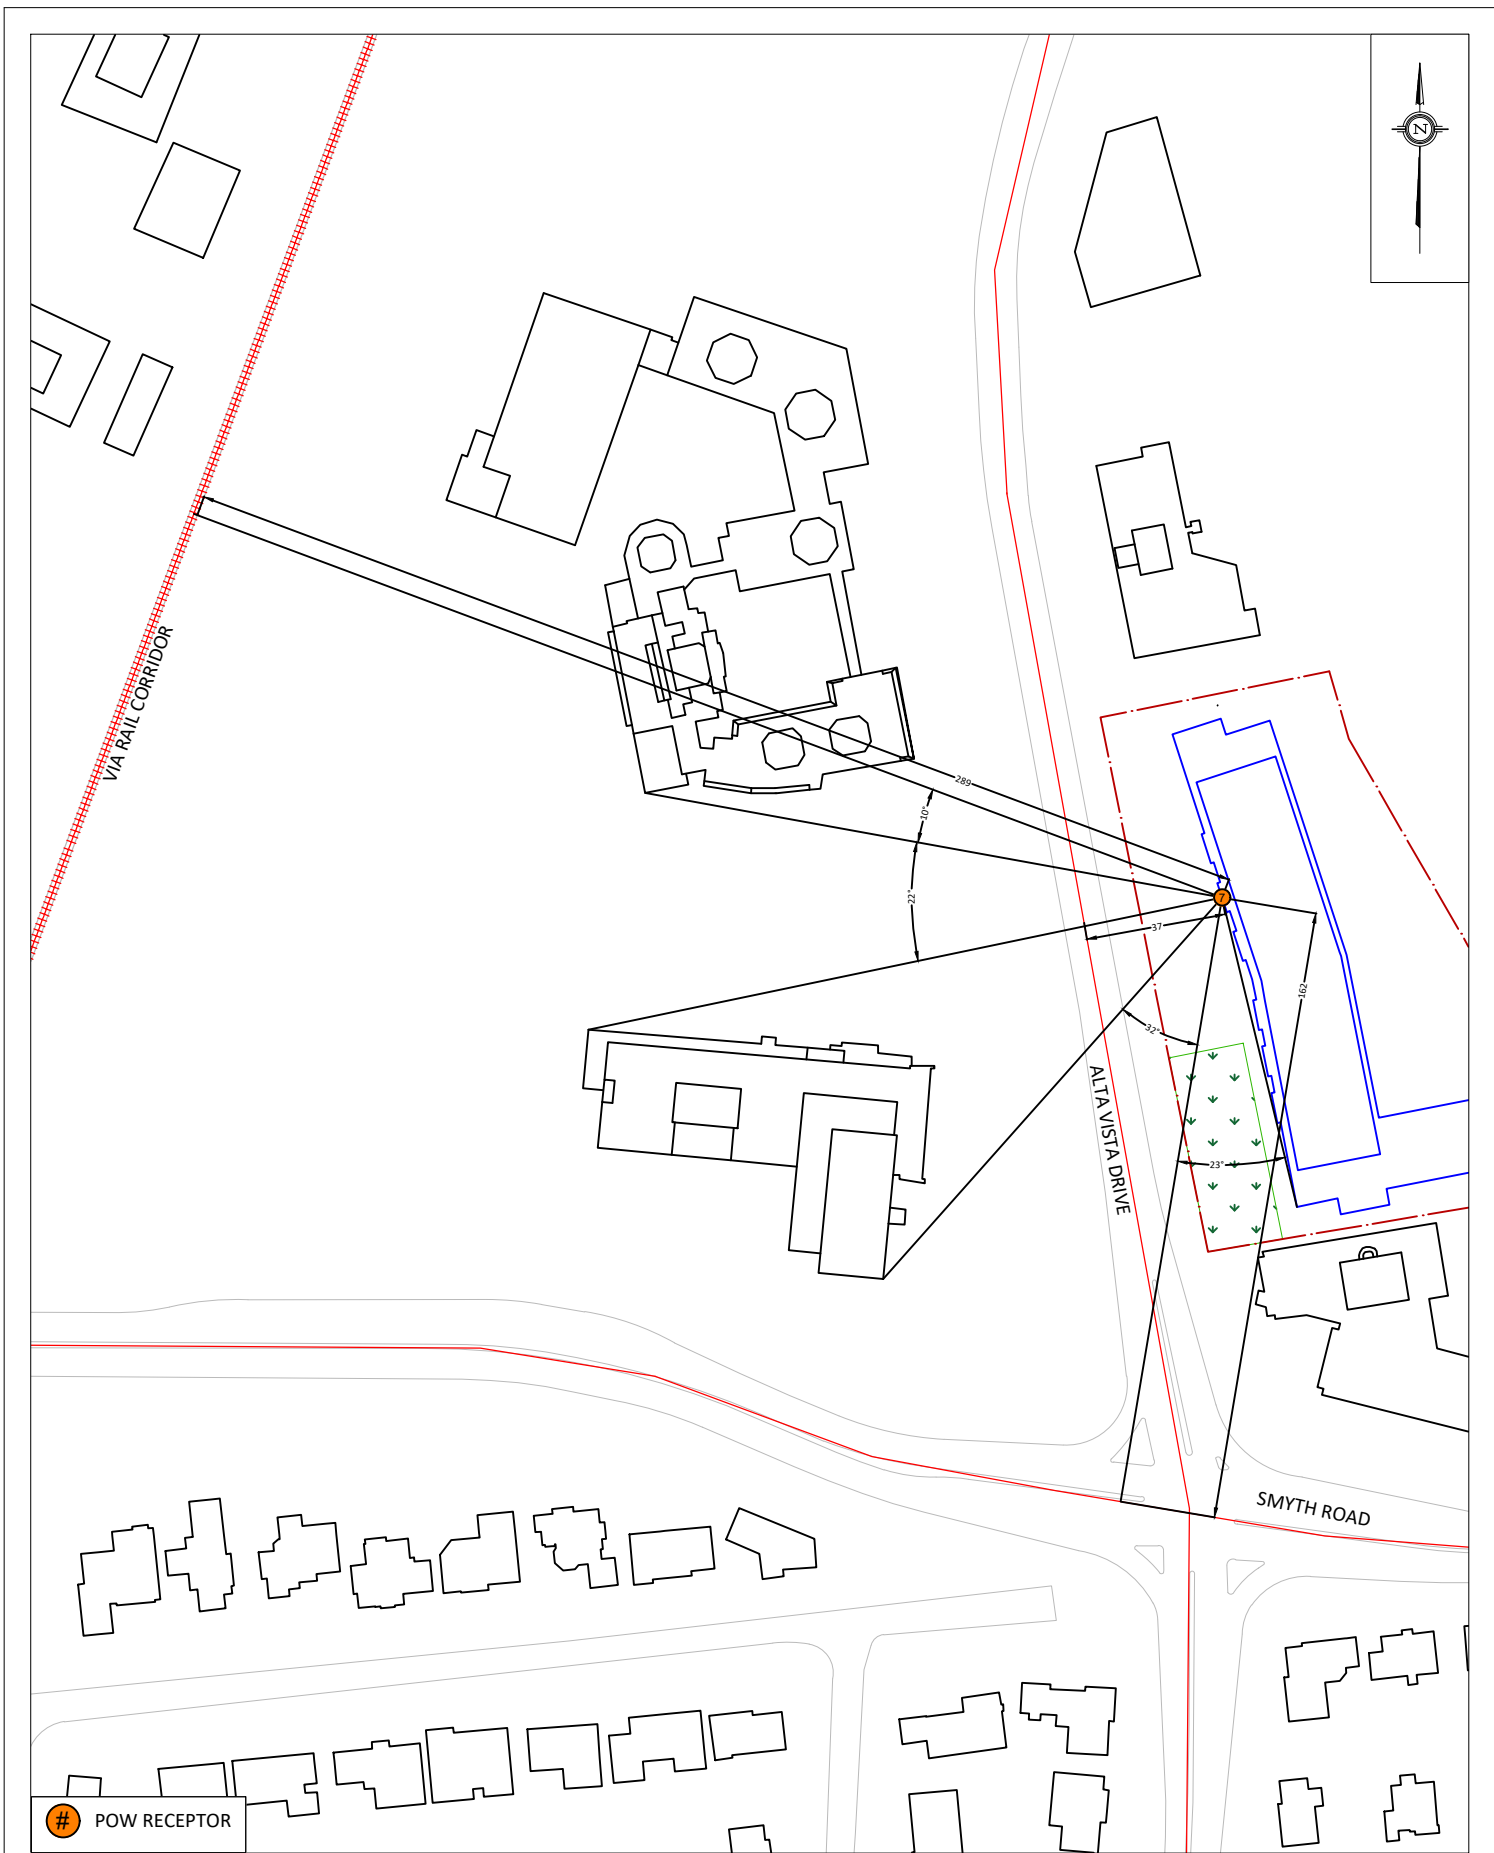 N
VIA RAIL CORRIDOR
289
10°
22°
7
37
162
32°
ALTA VISTA DRIVE
23°
SMYTH ROAD
# POW RECEPTOR